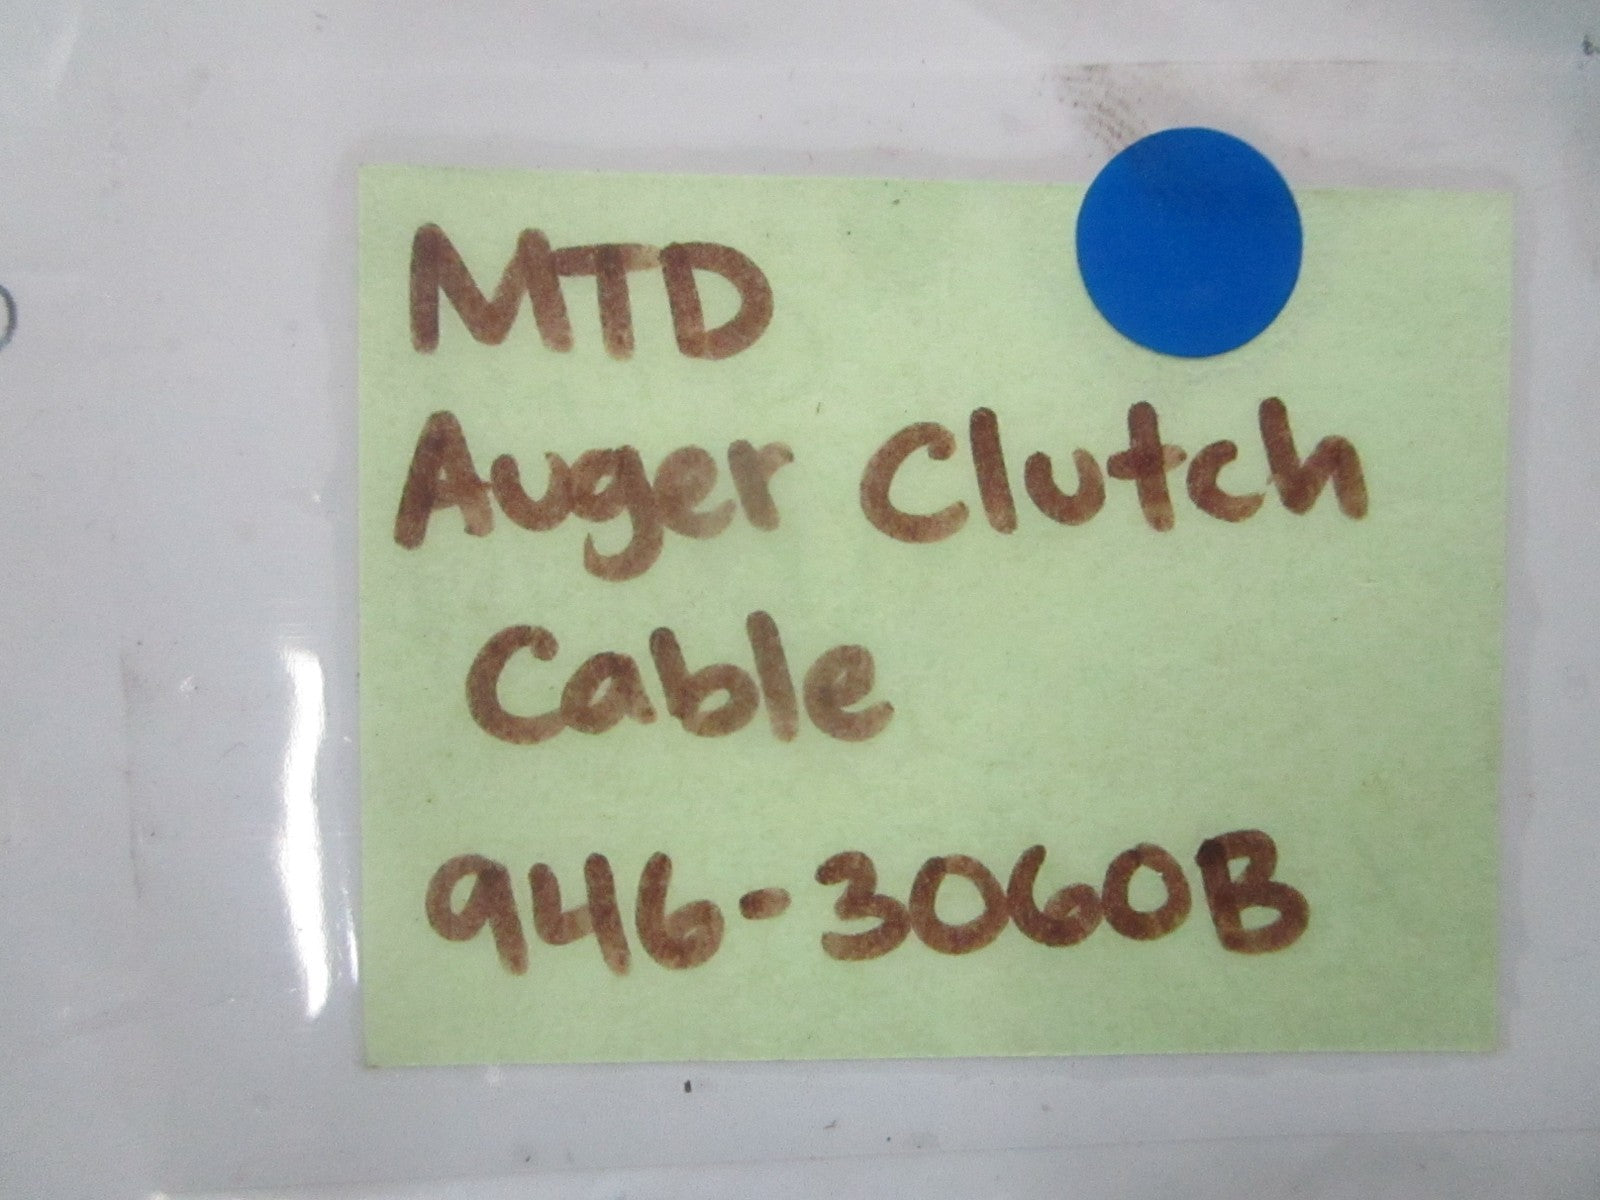 MTD
Auger Clutch
Cable
946-3060B